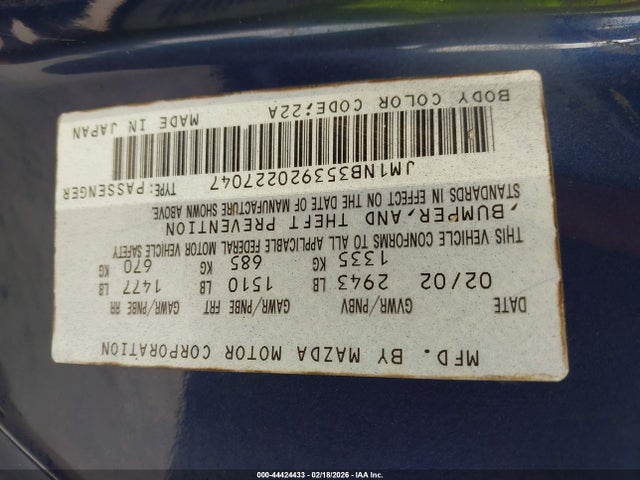 MFD. BY MAZDA MOTOR CORPORATION
DATE GVWR/PNBV GAWR/PNBE FRT GAWR/PNBE RR
02/02 2943 LB 1510 LB 1477 LB
1335 KG 685 KG 670 KG
THIS VEHICLE CONFORMS TO ALL APPLICABLE FEDERAL MOTOR VEHICLE SAFETY
,BUMPER,AND THEFT PREVENTION
STANDARDS IN EFFECT ON THE DATE OF MANUFACTURE SHOWN ABOVE.
JM1NB353920227047 TYPE:PASSENGER
BODY COLOR CODE:22A MADE IN JAPAN
000-44424433 - 02/18/2026 - IAA Inc.